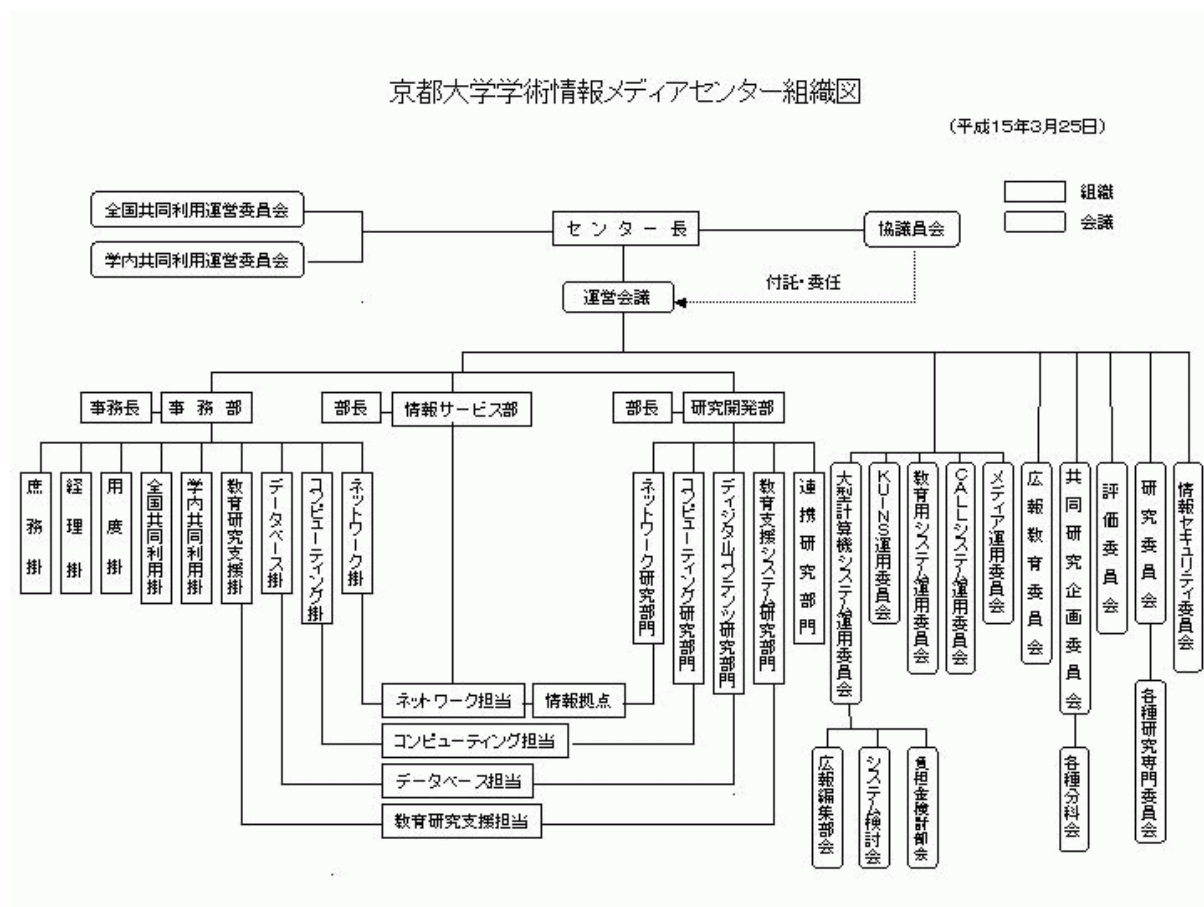 京都大学学術情報メディアセンター組織図
(平成15年3月25日)
組織
会議
全国共同利用運営委員会
学内共同利用運営委員会
センター長
協議員会
付託・委任
運営会議
事務長
事務部
部長
情報サービス部
部長
研究開発部
庶務掛
経理掛
用度掛
全国共同利用掛
学内共同利用掛
教育研究支援掛
データベース掛
コンピューティング掛
ネットワーク掛
ネットワーク研究部門
コンピューティング研究部門
ディジタルコンテンツ研究部門
教育支援システム研究部門
連携研究部門
大型計算機システム運用委員会
KUINS運用委員会
教育用システム運用委員会
CALLシステム運用委員会
メディア運用委員会
広報教育委員会
共同研究企画委員会
評価委員会
研究委員会
情報セキュリティ委員会
ネットワーク担当
情報拠点
コンピューティング担当
データベース担当
教育研究支援担当
広報編集部会
システム検討会
負担金検討部会
各種分科会
各種研究専門委員会